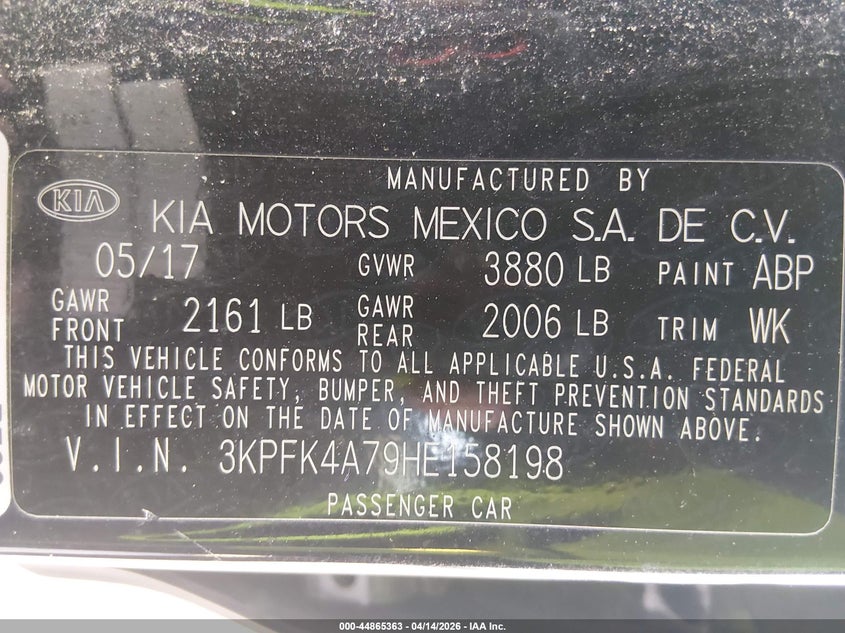 MANUFACTURED BY
KIA KIA MOTORS MEXICO S.A. DE C.V.
05/17 GVWR 3880 LB PAINT ABP
GAWR FRONT 2161 LB GAWR REAR 2006 LB TRIM WK
THIS VEHICLE CONFORMS TO ALL APPLICABLE U.S.A. FEDERAL
MOTOR VEHICLE SAFETY, BUMPER, AND THEFT PREVENTION STANDARDS
IN EFFECT ON THE DATE OF MANUFACTURE SHOWN ABOVE.
V.I.N. 3KPFK4A79HE158198
PASSENGER CAR
000-44865363 - 04/14/2026 - IAA Inc.